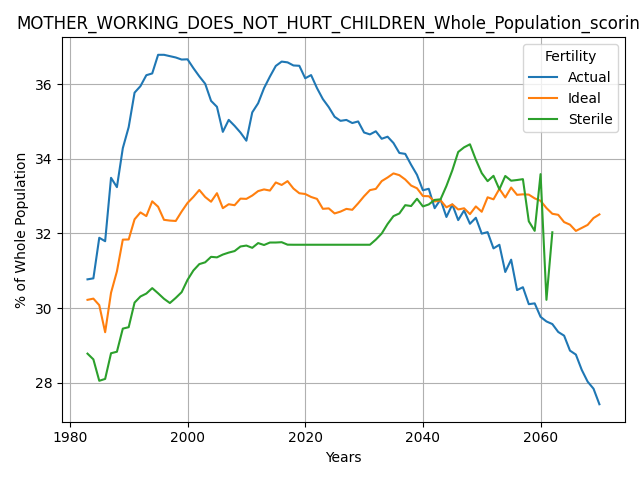 MOTHER_WORKING_DOES_NOT_HURT_CHILDREN_Whole_Population_scorin
Fertility
Actual
Ideal
Sterile
% of Whole Population
36
34
32
30
28
1980
2000
2020
2040
2060
Years